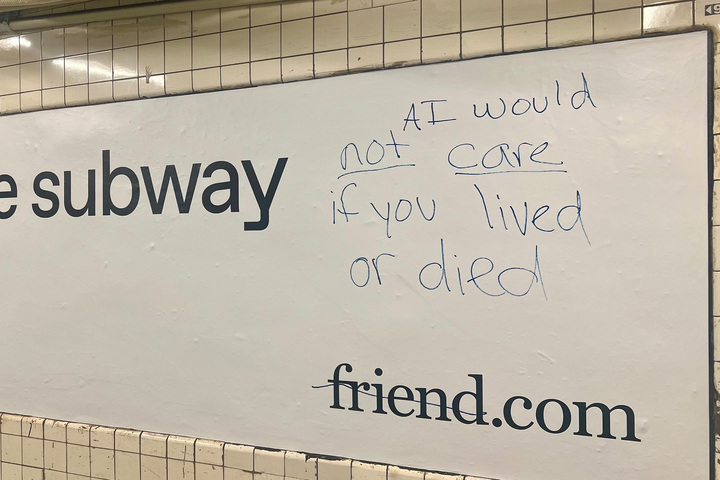 e subway
AI would
not care
if you lived
or died
friend.com